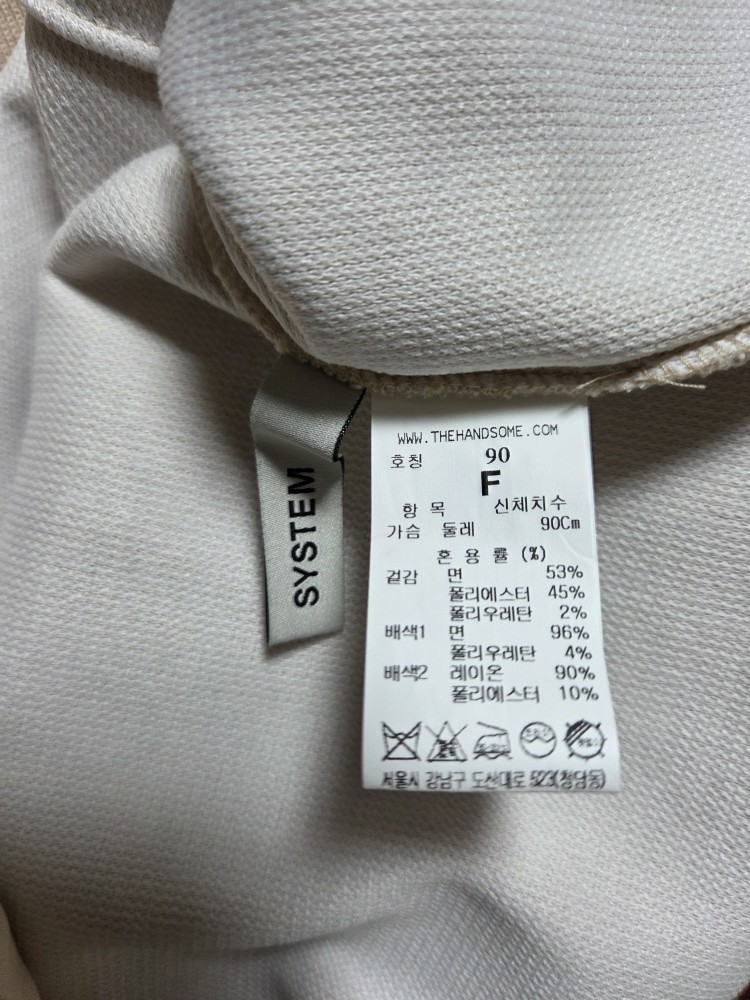 SYSTEM
WWW.THEHANDSOME.COM
호칭 90
F
항 목 신체치수
가슴 둘레 90Cm
혼 용 률 (%)
겉감 면 53%
폴리에스터 45%
폴리우레탄 2%
배색1 면 96%
폴리우레탄 4%
배색2 레이온 90%
폴리에스터 10%
서울시 강남구 도산대로 523(청담동)